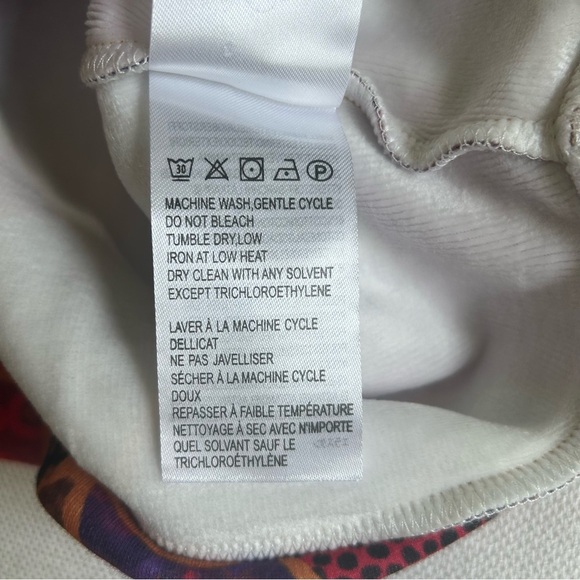 30 P
MACHINE WASH,GENTLE CYCLE
DO NOT BLEACH
TUMBLE DRY,LOW
IRON AT LOW HEAT
DRY CLEAN WITH ANY SOLVENT
EXCEPT TRICHLOROETHYLENE
LAVER À LA MACHINE CYCLE
DELLICAT
NE PAS JAVELLISER
SÉCHER À LA MACHINE CYCLE
DOUX
REPASSER À FAIBLE TEMPÉRATURE
NETTOYAGE À SEC AVEC N'IMPORTE
QUEL SOLVANT SAUF LE
TRICHLOROÉTHYLÈNE